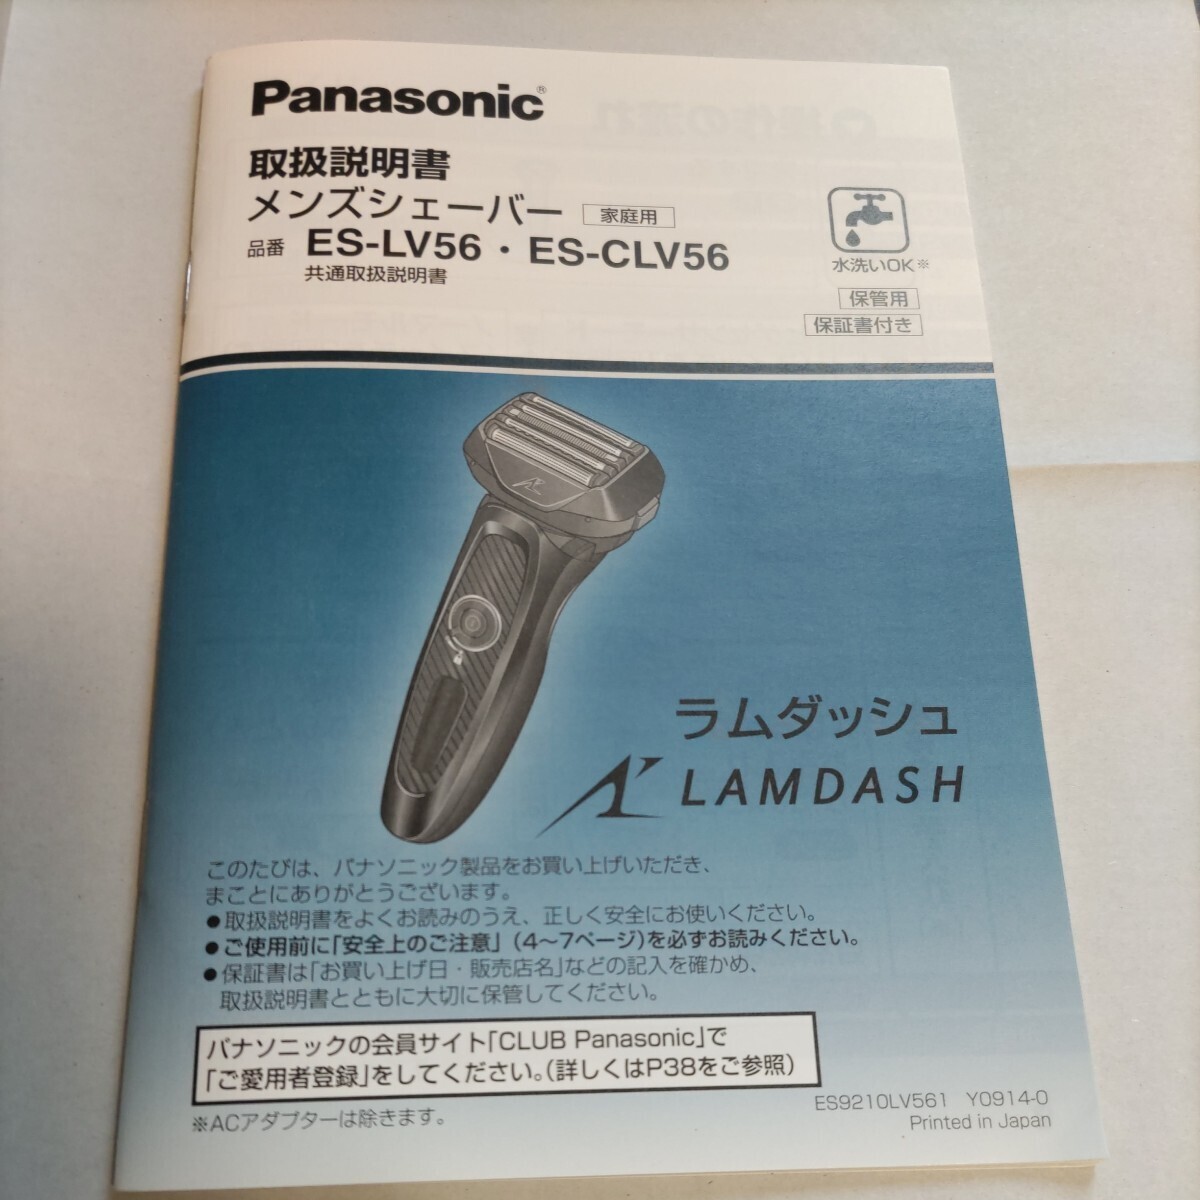 Panasonic®
取扱説明書
メンズシェーバー 家庭用
品番 ES-LV56・ES-CLV56
共通取扱説明書
水洗いOK※
保管用
保証書付き
ラムダッシュ
LAMDASH
このたびは、パナソニック製品をお買い上げいただき、
まことにありがとうございます。
●取扱説明書をよくお読みのうえ、正しく安全にお使いください。
●ご使用前に「安全上のご注意」(4～7ページ)を必ずお読みください。
●保証書は「お買い上げ日・販売店名」などの記入を確かめ、
取扱説明書とともに大切に保管してください。
パナソニックの会員サイト「CLUB Panasonic」で
「ご愛用者登録」をしてください。(詳しくはP38をご参照)
※ACアダプターは除きます。
ES9210LV561 Y0914-0
Printed in Japan